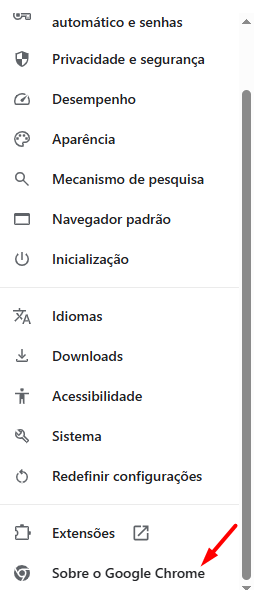 automático e senhas
Privacidade e segurança
Desempenho
Aparência
Mecanismo de pesquisa
Navegador padrão
Inicialização
Idiomas
Downloads
Acessibilidade
Sistema
Redefinir configurações
Extensões
Sobre o Google Chrome